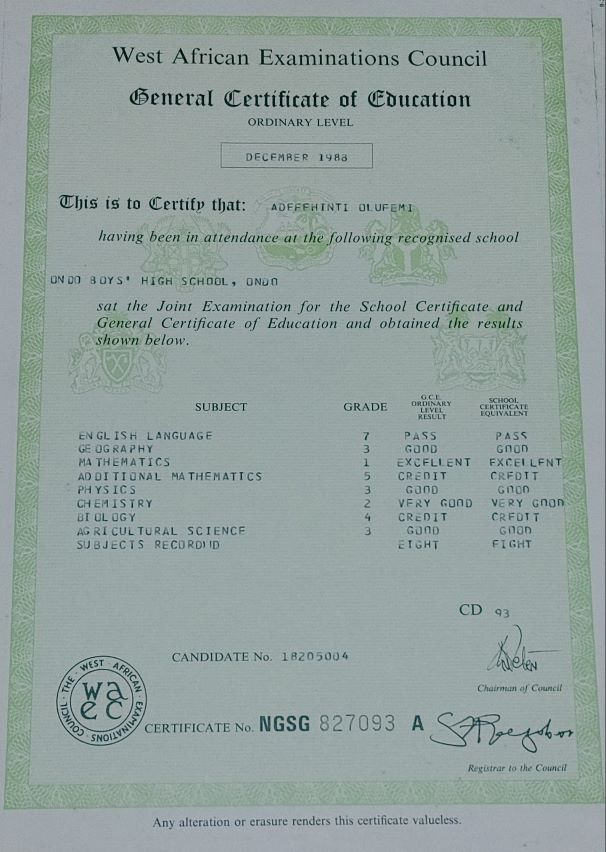 West African Examinations Council
General Certificate of Education
ORDINARY LEVEL
DECEMBER 1988
This is to Certify that: ADEFEHINTI OLUFEMI
having been in attendance at the following recognised school
ONDO BOYS' HIGH SCHOOL, ONDO
sat the Joint Examination for the School Certificate and
General Certificate of Education and obtained the results
shown below.
SUBJECT GRADE G.C.E. ORDINARY LEVEL RESULT SCHOOL CERTIFICATE EQUIVALENT
ENGLISH LANGUAGE 7 PASS PASS
GEOGRAPHY 3 GOOD GOOD
MATHEMATICS 1 EXCELLENT EXCELLENT
ADDITIONAL MATHEMATICS 5 CREDIT CREDIT
PHYSICS 3 GOOD GOOD
CHEMISTRY 2 VERY GOOD VERY GOOD
BIOLOGY 4 CREDIT CREDIT
AGRICULTURAL SCIENCE 3 GOOD GOOD
SUBJECTS RECORDED EIGHT EIGHT
CD 93
CANDIDATE No. 18205004
Chairman of Council
THE WEST AFRICAN EXAMINATIONS COUNCIL
wa
ec
CERTIFICATE No. NGSG 827093 A
Registrar to the Council
Any alteration or erasure renders this certificate valueless.